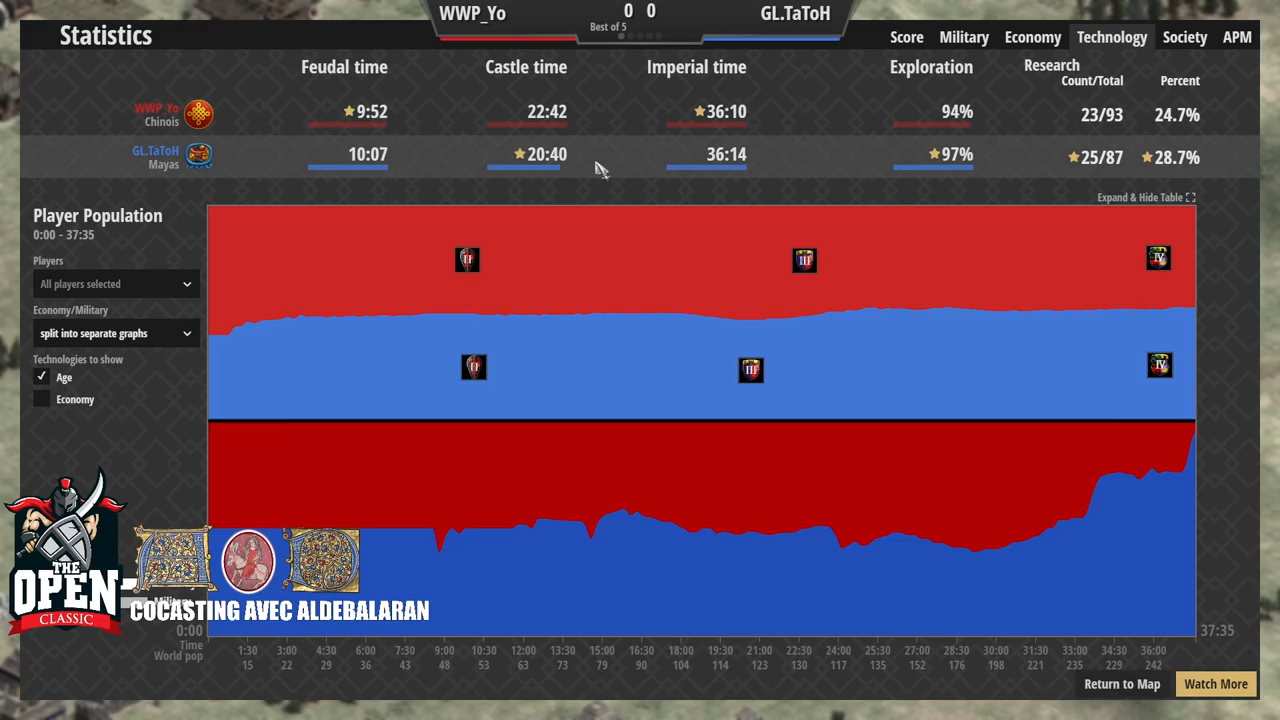 WWP_Yo
0 0
GL.TaToH
Best of 5
Statistics
Score Military Economy Technology Society APM
Feudal time Castle time Imperial time Exploration Research Count/Total Percent
WWP_Yo
Chinois
9:52 22:42 36:10 94% 23/93 24.7%
GL.TaToH
Mayas
10:07 20:40 36:14 97% 25/87 28.7%
Expand & Hide Table
Player Population
0:00 - 37:35
Players
All players selected
Economy/Military
split into separate graphs
Technologies to show
Age
Economy
II III IV
II III IV
THE
OPEN
CLASSIC
COCASTING AVEC ALDEBALARAN
0:00 37:35
Time 1:30 3:00 4:30 6:00 7:30 9:00 10:30 12:00 13:30 15:00 16:30 18:00 19:30 21:00 22:30 24:00 25:30 27:00 28:30 30:00 31:30 33:00 34:30 36:00
World pop 15 22 29 36 43 48 53 63 73 79 90 104 114 123 130 117 135 152 176 198 221 235 229 242
Return to Map Watch More